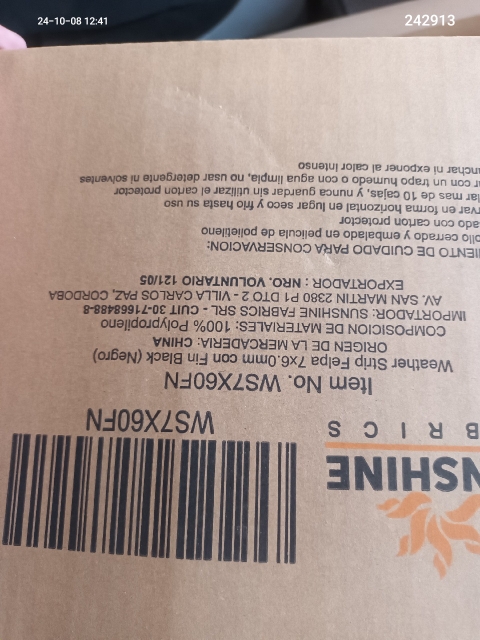 24-10-08 12:41
242913
NSHINE
BRICS
WS7X60FN
Item No. WS7X60FN
Weather Strip Felpa 7x6.0mm con Fin Black (Negro)
ORIGEN DE LA MERCADERIA: CHINA
COMPOSICION DE MATERIALES: 100% Polypropileno
IMPORTADOR: SUNSHINE FABRICS SRL - CUIT 30-71668488-8
AV. SAN MARTIN 2380 P1 DTO 2 - VILLA CARLOS PAZ, CORDOBA
EXPORTADOR: NRO. VOLUNTARIO 121/05
IENTO DE CUIDADO PARA CONSERVACION:
ollo cerrado y embalado en pelicula de polietileno
ado con carton protector
rvar en forma horizontal en lugar seco y frio y hasta su uso
lar mas de 10 cajas, y nunca guardar sin utilizar el carton protector
ar con un trapo humedo o con agua limpia, no usar detergente ni solventes
anchar ni exponer al calor intenso